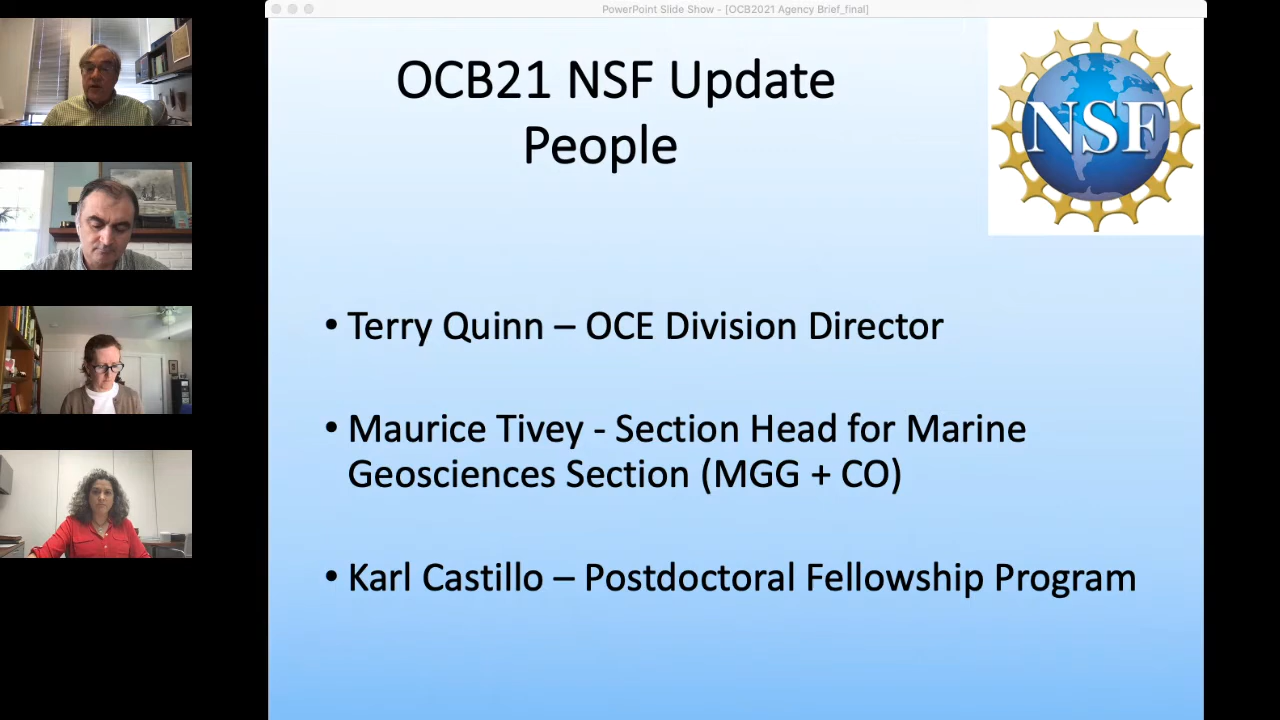 PowerPoint Slide Show - [OCB2021 Agency Brief_final]
OCB21 NSF Update
People
NSF
• Terry Quinn – OCE Division Director
• Maurice Tivey - Section Head for Marine
Geosciences Section (MGG + CO)
• Karl Castillo – Postdoctoral Fellowship Program